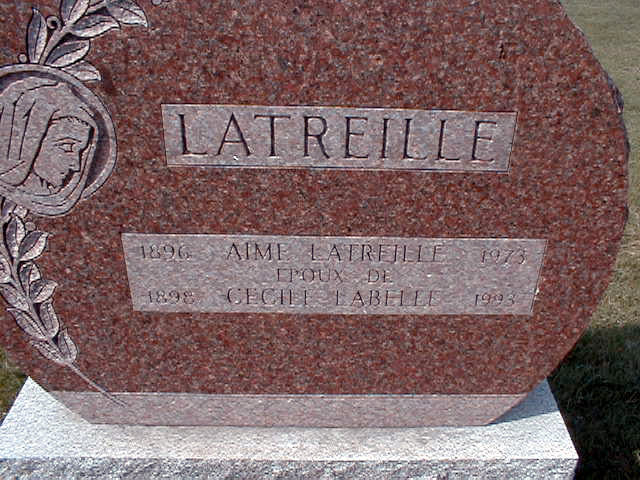 LATREILLE
1896 AIME LATREILLE 1973
EPOUX DE
1898 CECILE LABELLE 1993